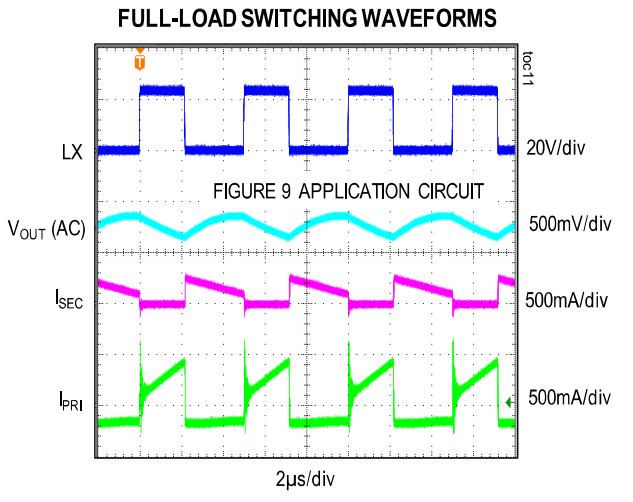 FULL-LOAD SWITCHING WAVEFORMS
T
toc11
LX
20V/div
FIGURE 9 APPLICATION CIRCUIT
VOUT (AC)
500mV/div
ISEC
500mA/div
IPRI
500mA/div
2µs/div